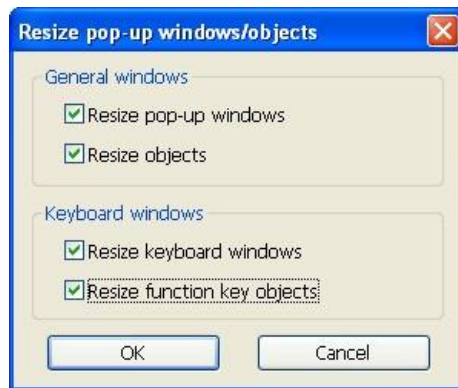 Resize pop-up windows/objects
General windows
Resize pop-up windows
Resize objects
Keyboard windows
Resize keyboard windows
Resize function key objects
OK Cancel